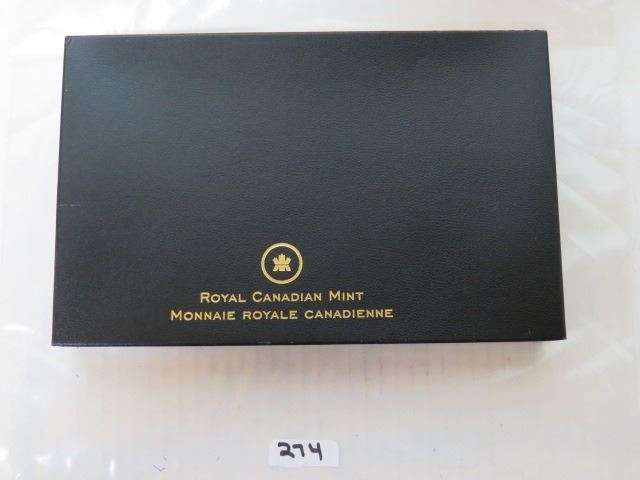 ROYAL CANADIAN MINT
MONNAIE ROYALE CANADIENNE
274